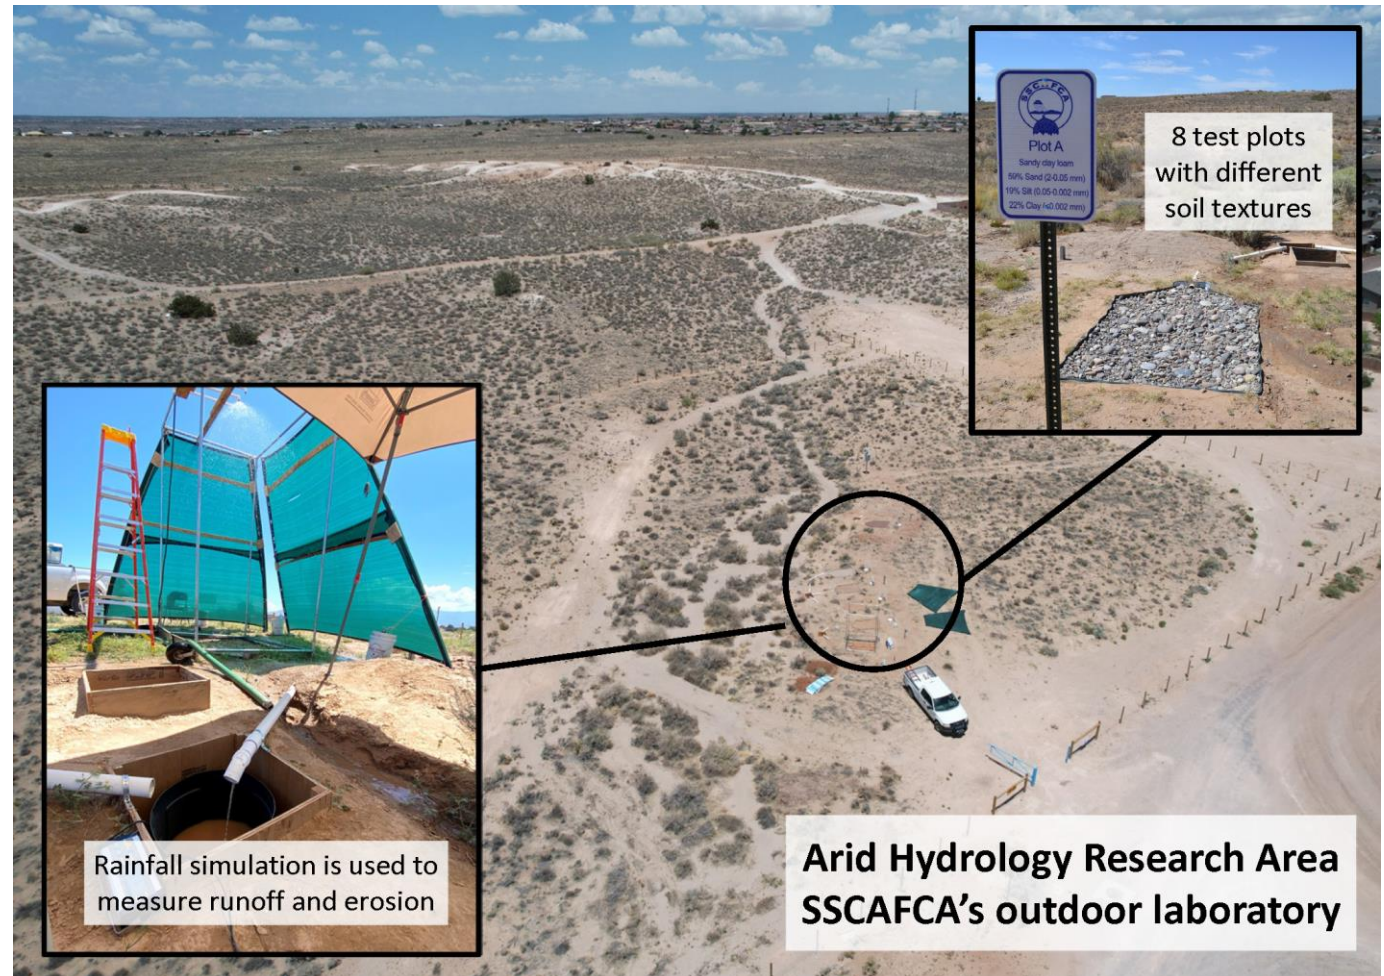 SSCAFCA
Plot A
Sandy clay loam
59% Sand (2-0.05 mm)
19% Silt (0.05-0.002 mm)
22% Clay (<0.002 mm)
8 test plots
with different
soil textures
Rainfall simulation is used to
measure runoff and erosion
Arid Hydrology Research Area
SSCAFCA's outdoor laboratory